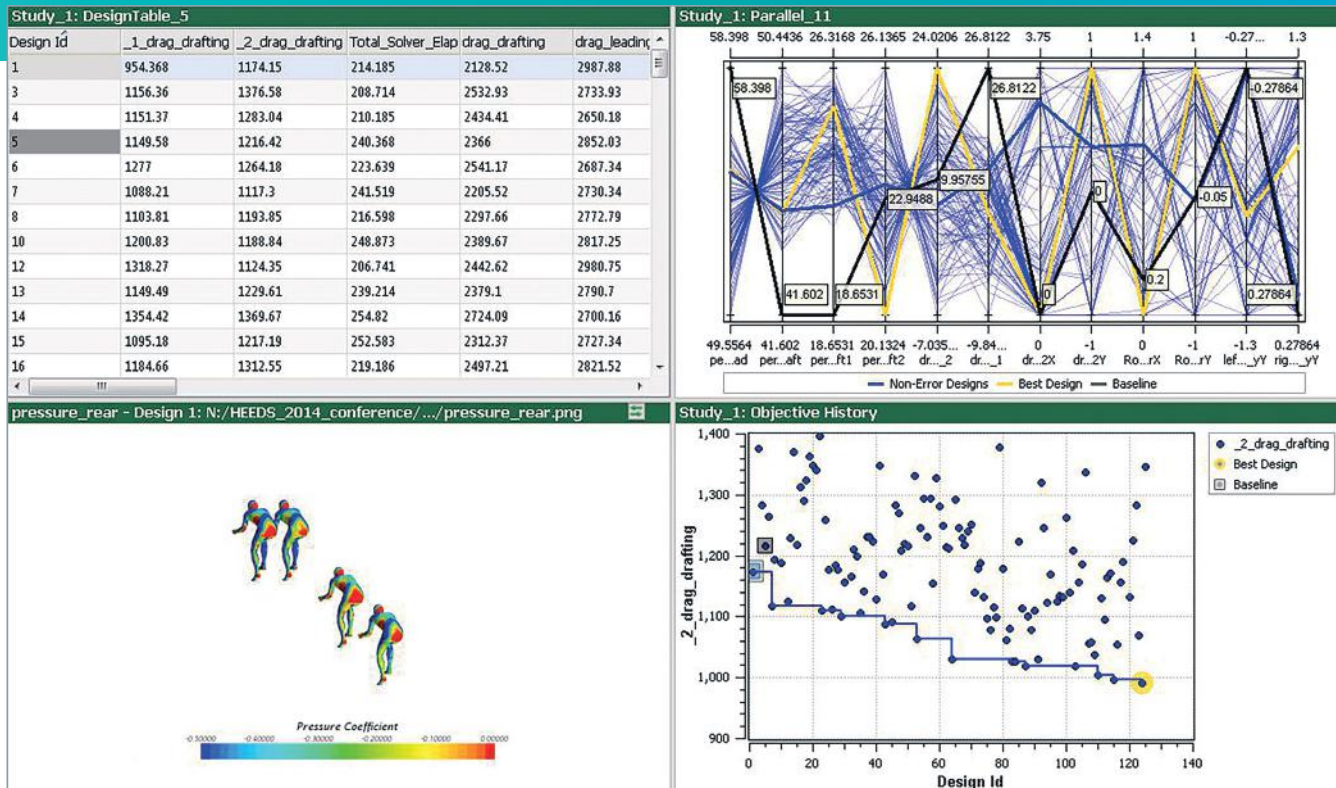 Study_1: DesignTable_5
Design Id _1_drag_drafting _2_drag_drafting Total_Solver_Elap drag_drafting drag_leading
1 954.368 1174.15 214.185 2128.52 2987.88
3 1156.36 1376.58 208.714 2532.93 2733.93
4 1151.37 1283.04 210.185 2434.41 2650.18
5 1149.58 1216.42 240.368 2366 2852.03
6 1277 1264.18 223.639 2541.17 2687.34
7 1088.21 1117.3 241.519 2205.52 2730.34
8 1103.81 1193.85 216.598 2297.66 2772.79
10 1200.83 1188.84 248.873 2389.67 2817.25
12 1318.27 1124.35 206.741 2442.62 2980.75
13 1149.49 1229.61 239.214 2379.1 2790.7
14 1354.42 1369.67 254.82 2724.09 2700.16
15 1095.18 1217.19 252.583 2312.37 2727.34
16 1184.66 1312.55 219.186 2497.21 2821.52
Study_1: Parallel_11
58.398 50.4436 26.3168 26.1365 24.0206 26.8122 3.75 1 1.4 1 -0.27... 1.3
58.398 26.8122 -0.27864
9.95755
22.9488 0 -0.05
0.2
41.602 18.6531 0 0.27864
49.5564 41.602 18.6531 20.1324 -7.035... -9.84... 0 -1 0 -1 -1.3 0.27864
pe...ad per...aft per...ft1 per...ft2 dr..._2 dr..._1 dr...2X dr...2Y Ro...rX Ro...rY lef..._yY rig..._yY
Non-Error Designs Best Design Baseline
pressure_rear - Design 1: N:/HEEDS_2014_conference/.../pressure_rear.png
Pressure Coefficient
-0.50000 -0.40000 -0.30000 -0.20000 -0.10000 0.00000
Study_1: Objective History
1,400
1,300
1,200
1,100
1,000
900
_2_drag_drafting
0 20 40 60 80 100 120 140
Design Id
_2_drag_drafting
Best Design
Baseline